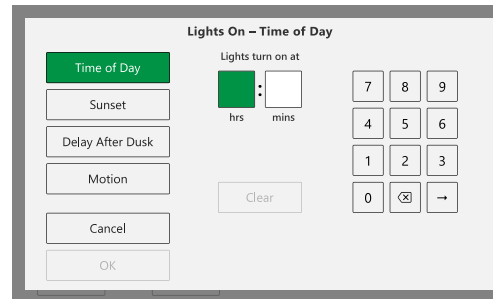 Lights On – Time of Day
Time of Day
Sunset
Delay After Dusk
Motion
Cancel
OK
Lights turn on at
:
hrs mins
Clear
7 8 9
4 5 6
1 2 3
0 ⌫ →